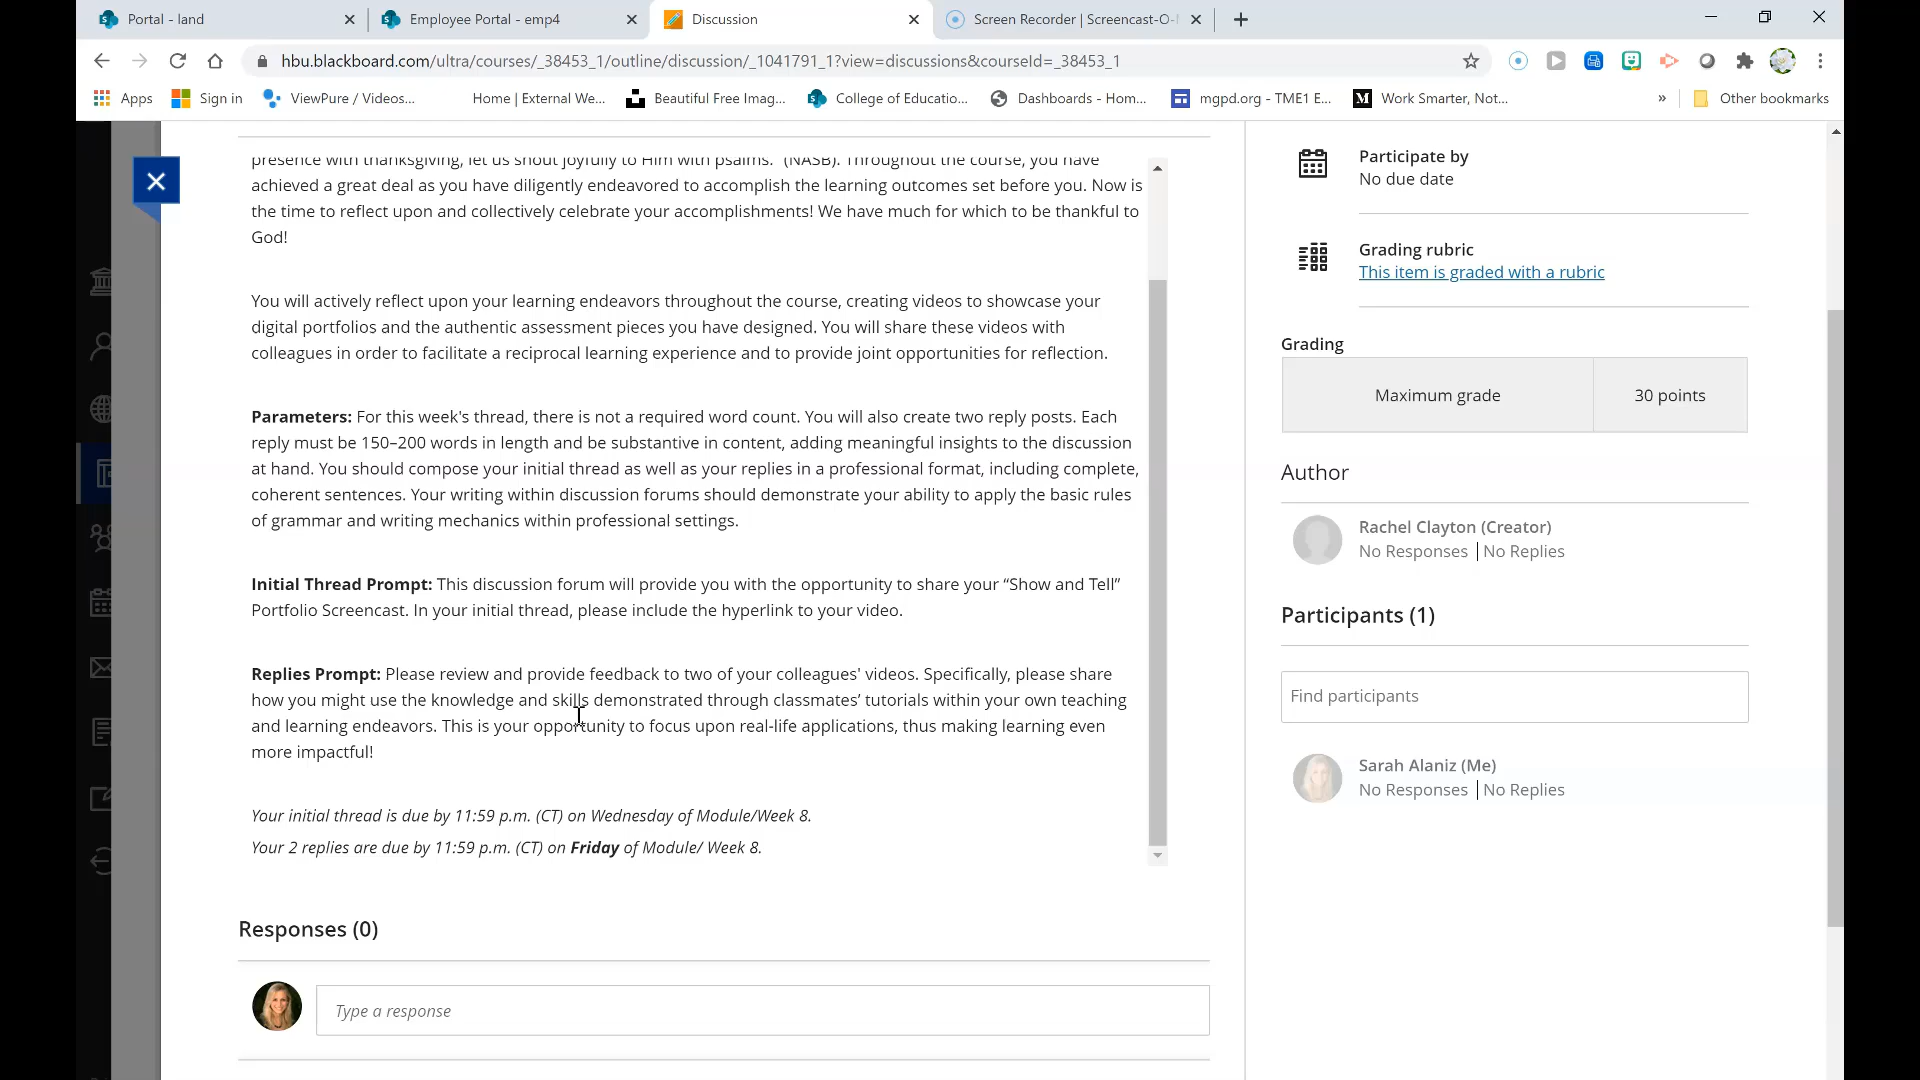 Portal - land
Employee Portal - emp4
Discussion
Screen Recorder | Screencast-O-
hbu.blackboard.com/ultra/courses/_38453_1/outline/discussion/_1041791_1?view=discussions&courseId=_38453_1
Apps
Sign in
ViewPure / Videos...
Home | External We...
Beautiful Free Imag...
College of Educatio...
Dashboards - Hom...
mgpd.org - TME1 E...
Work Smarter, Not...
»
Other bookmarks
presence with thanksgiving, let us shout joyfully to Him with psalms." (NASB). Throughout the course, you have
achieved a great deal as you have diligently endeavored to accomplish the learning outcomes set before you. Now is
the time to reflect upon and collectively celebrate your accomplishments! We have much for which to be thankful to
God!
You will actively reflect upon your learning endeavors throughout the course, creating videos to showcase your
digital portfolios and the authentic assessment pieces you have designed. You will share these videos with
colleagues in order to facilitate a reciprocal learning experience and to provide joint opportunities for reflection.
Parameters: For this week's thread, there is not a required word count. You will also create two reply posts. Each
reply must be 150–200 words in length and be substantive in content, adding meaningful insights to the discussion
at hand. You should compose your initial thread as well as your replies in a professional format, including complete,
coherent sentences. Your writing within discussion forums should demonstrate your ability to apply the basic rules
of grammar and writing mechanics within professional settings.
Initial Thread Prompt: This discussion forum will provide you with the opportunity to share your “Show and Tell”
Portfolio Screencast. In your initial thread, please include the hyperlink to your video.
Replies Prompt: Please review and provide feedback to two of your colleagues' videos. Specifically, please share
how you might use the knowledge and skills demonstrated through classmates’ tutorials within your own teaching
and learning endeavors. This is your opportunity to focus upon real-life applications, thus making learning even
more impactful!
Your initial thread is due by 11:59 p.m. (CT) on Wednesday of Module/Week 8.
Your 2 replies are due by 11:59 p.m. (CT) on Friday of Module/ Week 8.
Responses (0)
Type a response
Participate by
No due date
Grading rubric
This item is graded with a rubric
Grading
Maximum grade
30 points
Author
Rachel Clayton (Creator)
No Responses | No Replies
Participants (1)
Find participants
Sarah Alaniz (Me)
No Responses | No Replies